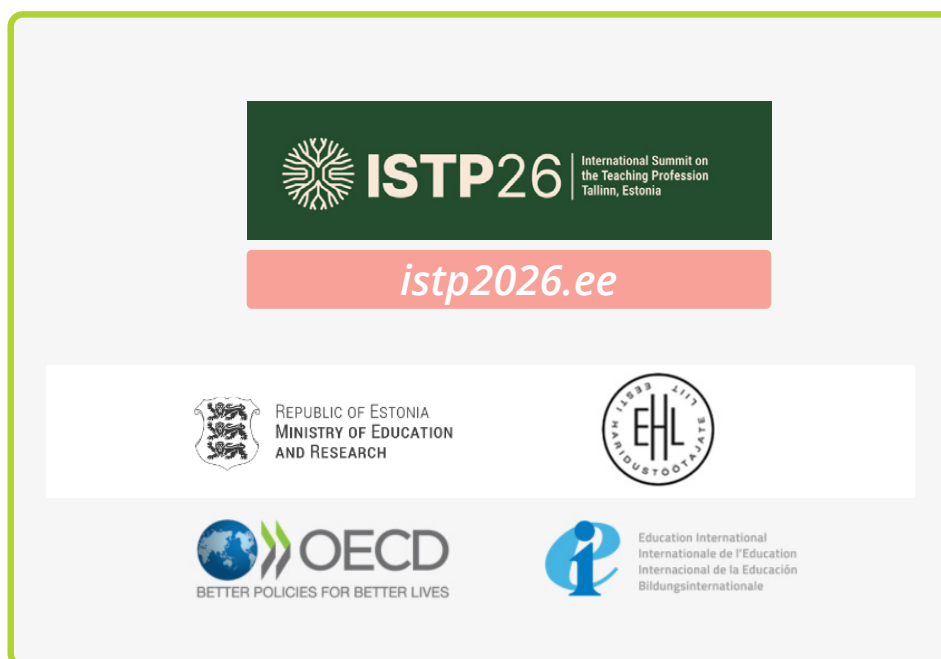 ISTP26
International Summit on
the Teaching Profession
Tallinn, Estonia
istp2026.ee
REPUBLIC OF ESTONIA
MINISTRY OF EDUCATION
AND RESEARCH
EESTI HARIDUSTÖÖTAJATE LIIT
EHL
OECD
BETTER POLICIES FOR BETTER LIVES
Education International
Internationale de l'Education
Internacional de la Educación
Bildungsinternationale